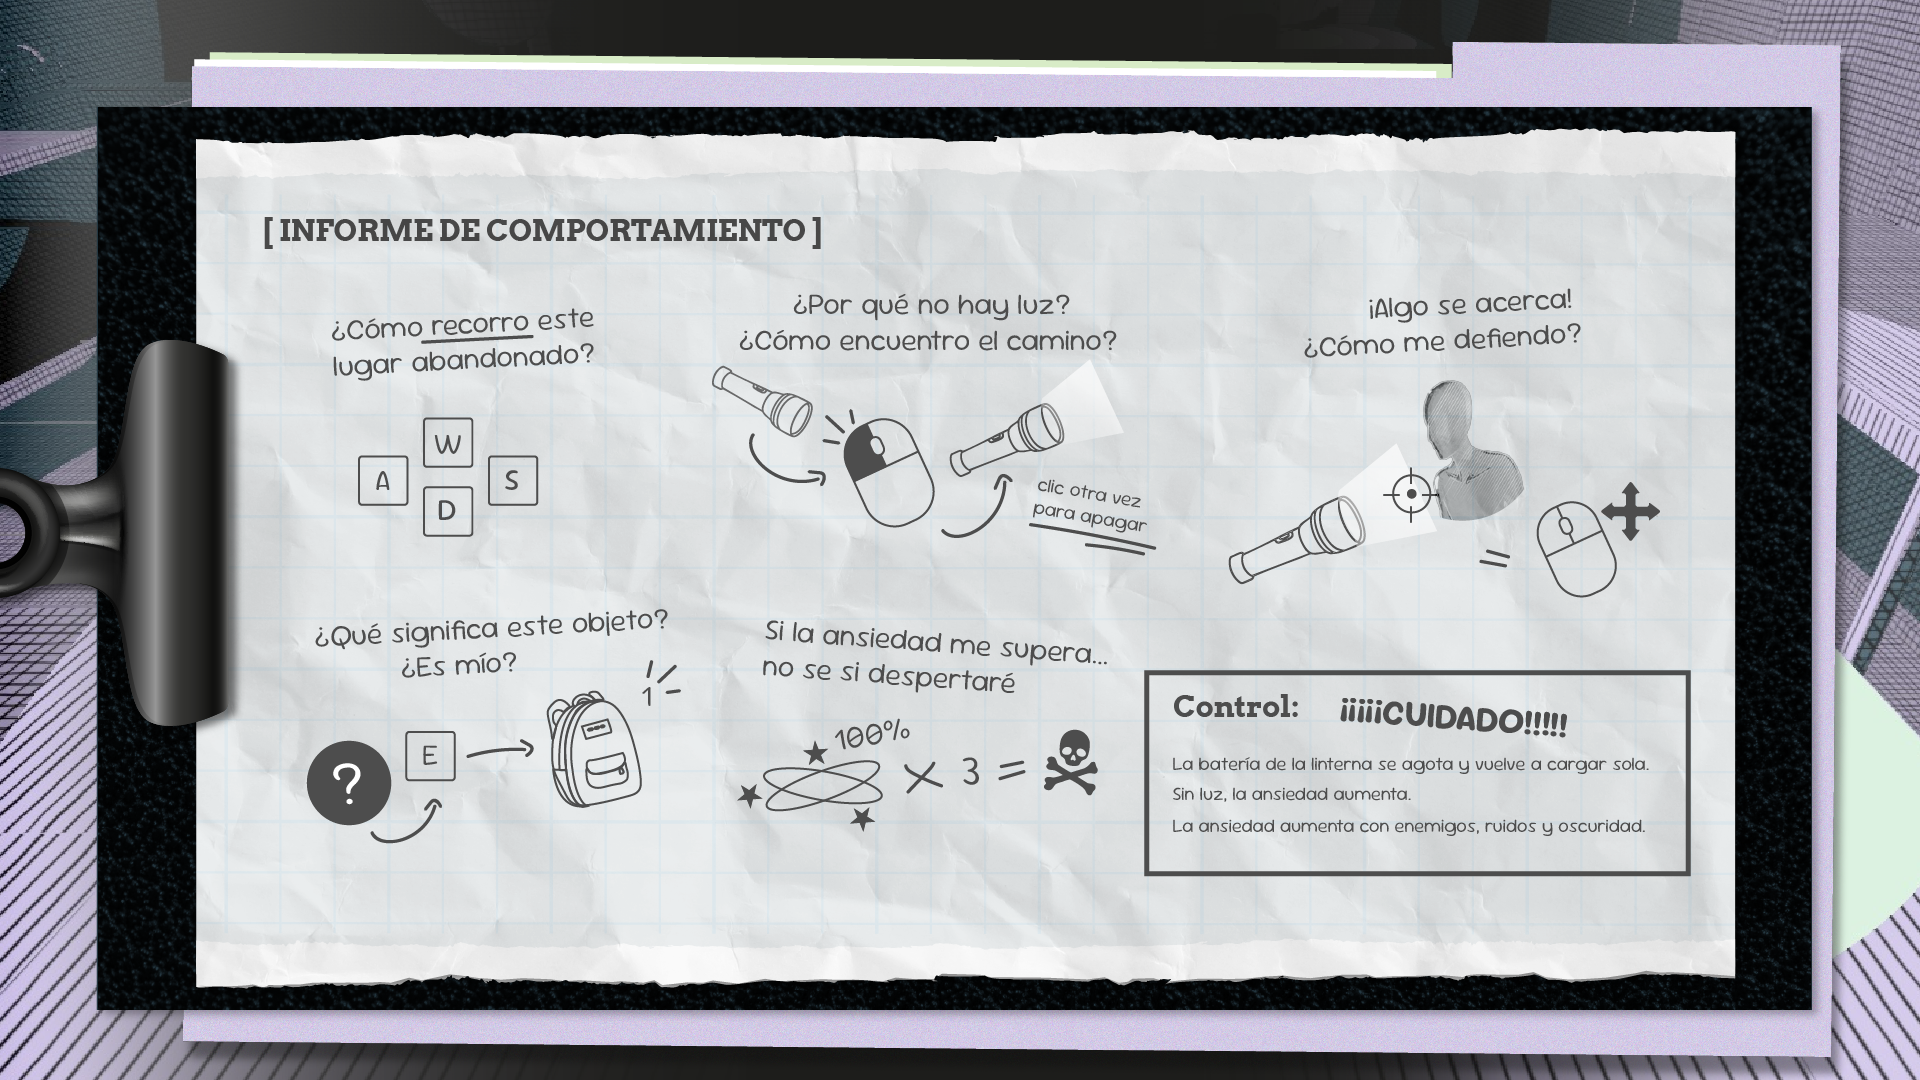 [ INFORME DE COMPORTAMIENTO ]
¿Cómo recorro este
lugar abandonado?
W
A
S
D
¿Por qué no hay luz?
¿Cómo encuentro el camino?
clic otra vez
para apagar
¡Algo se acerca!
¿Cómo me defiendo?
=
¿Qué significa este objeto?
¿Es mío?
?
E
1
Si la ansiedad me supera...
no se si despertaré
100%
X 3 =
Control: ¡¡¡¡¡CUIDADO!!!!!
La batería de la linterna se agota y vuelve a cargar sola.
Sin luz, la ansiedad aumenta.
La ansiedad aumenta con enemigos, ruidos y oscuridad.